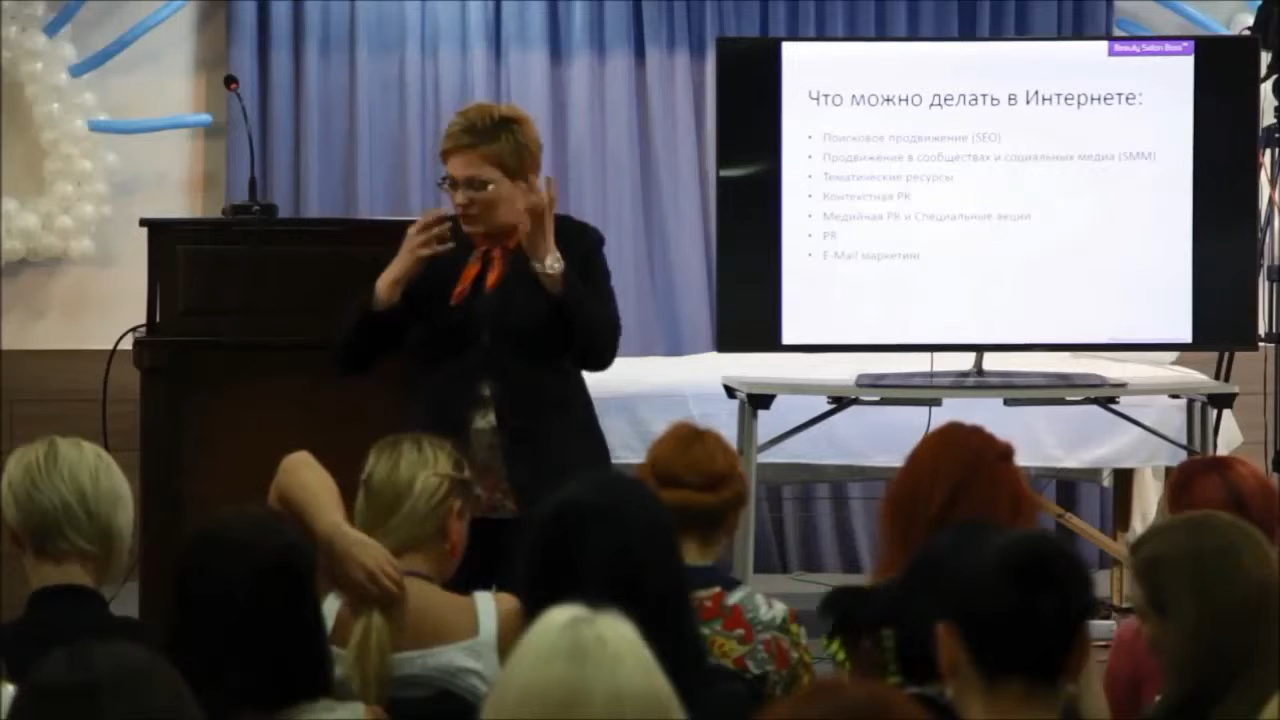 Beauty Salon Boss™
Что можно делать в Интернете:
• Поисковое продвижение (SEO)
• Продвижение в сообществах и социальных медиа (SMM)
• Тематические ресурсы
• Контекстная РК
• Медийная РК и Специальные акции
• PR
• E-Mail маркетинг